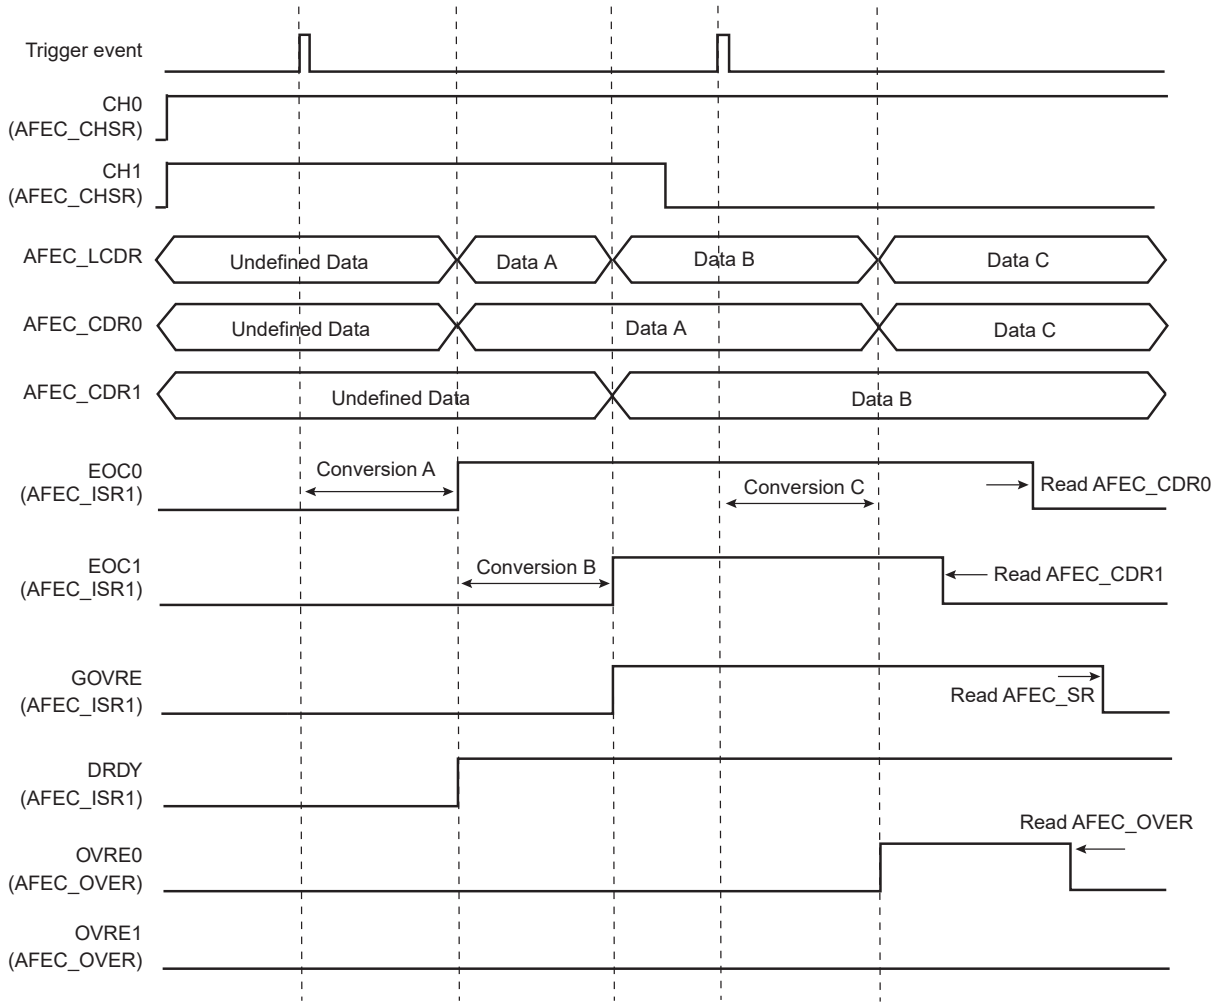 Trigger event
CH0
(AFEC_CHSR)
CH1
(AFEC_CHSR)
AFEC_LCDR
Undefined Data
Data A
Data B
Data C
AFEC_CDR0
Undefined Data
Data A
Data C
AFEC_CDR1
Undefined Data
Data B
EOC0
(AFEC_ISR1)
Conversion A
Conversion C
Read AFEC_CDR0
EOC1
(AFEC_ISR1)
Conversion B
Read AFEC_CDR1
GOVRE
(AFEC_ISR1)
Read AFEC_SR
DRDY
(AFEC_ISR1)
Read AFEC_OVER
OVRE0
(AFEC_OVER)
OVRE1
(AFEC_OVER)